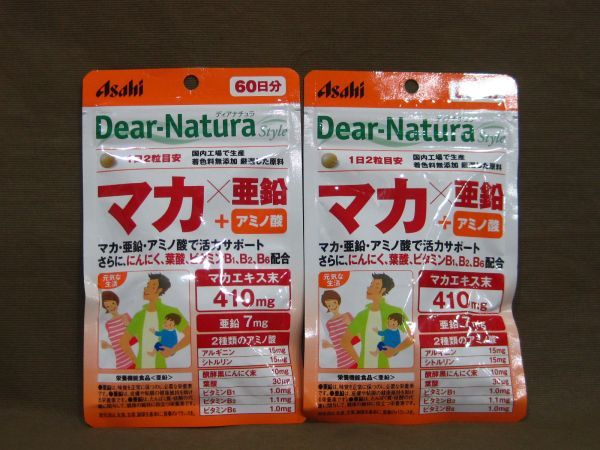 Asahi
60日分
ディアナチュラ
Dear-Natura Style
1日2粒目安
国内工場で生産
着色料無添加 厳選した原料
マカ×亜鉛
+アミノ酸
マカ・亜鉛・アミノ酸で活力サポート
さらに、にんにく、葉酸、ビタミンB1、B2、B6配合
元気な
生活
マカエキス末
410mg
亜鉛 7mg
2種類のアミノ酸
アルギニン 15mg
シトルリン 15mg
醗酵黒にんにく末 10mg
葉酸 30μg
ビタミンB1 1.0mg
ビタミンB2 1.1mg
ビタミンB6 1.0mg
栄養機能食品<亜鉛>
Asahi
Dear-Natura Style
1日2粒目安
国内工場で生産
着色料無添加 厳選した原料
マカ×亜鉛
+アミノ酸
マカ・亜鉛・アミノ酸で活力サポート
さらに、にんにく、葉酸、ビタミンB1、B2、B6配合
元気な
生活
マカエキス末
410mg
亜鉛 7mg
2種類のアミノ酸
アルギニン 15mg
シトルリン 15mg
醗酵黒にんにく末 10mg
葉酸 30μg
ビタミンB1 1.0mg
ビタミンB2 1.1mg
ビタミンB6 1.0mg
栄養機能食品<亜鉛>